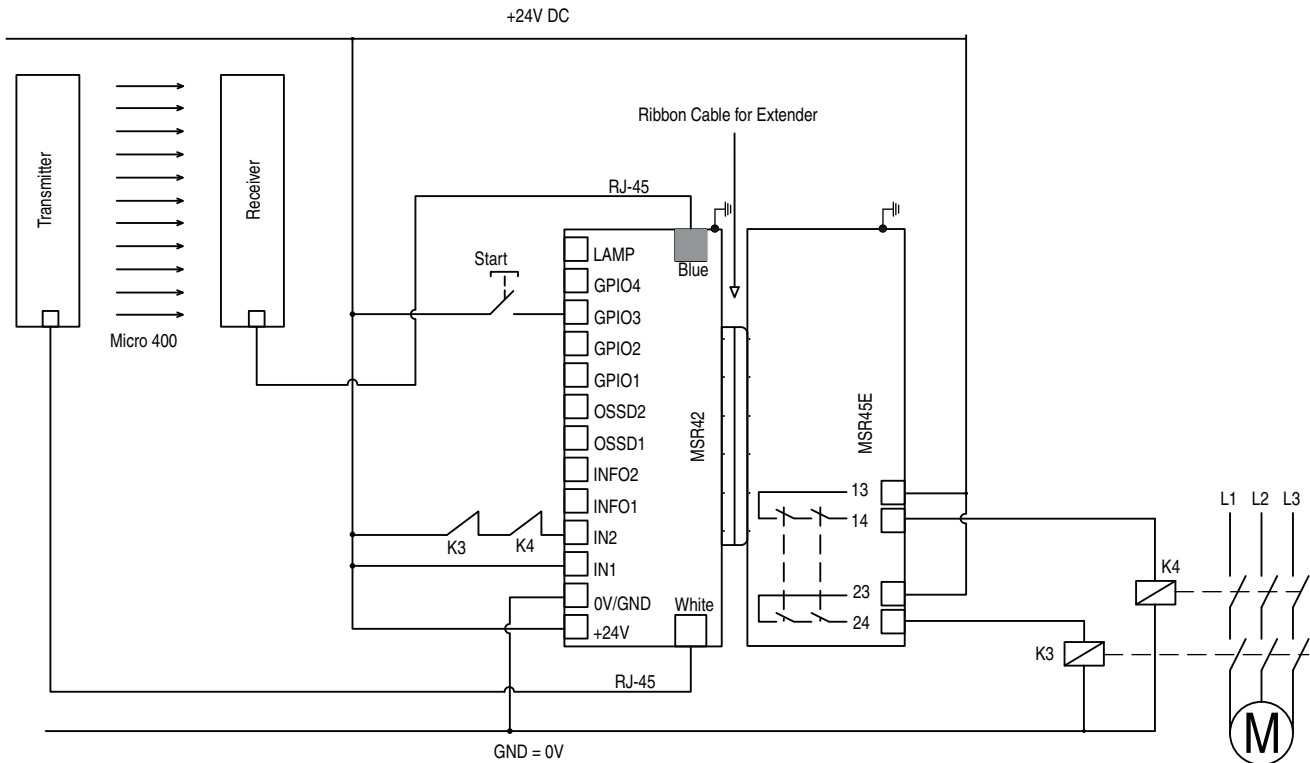 +24V DC
Transmitter
Receiver
Micro 400
Ribbon Cable for Extender
RJ-45
Start
Blue
LAMP
GPIO4
GPIO3
GPIO2
GPIO1
OSSD2
OSSD1
INFO2
INFO1
IN2
IN1
0V/GND
+24V
MSR42
White
K3
K4
MSR45E
13
14
23
24
L1 L2 L3
K4
K3
M
RJ-45
GND = 0V